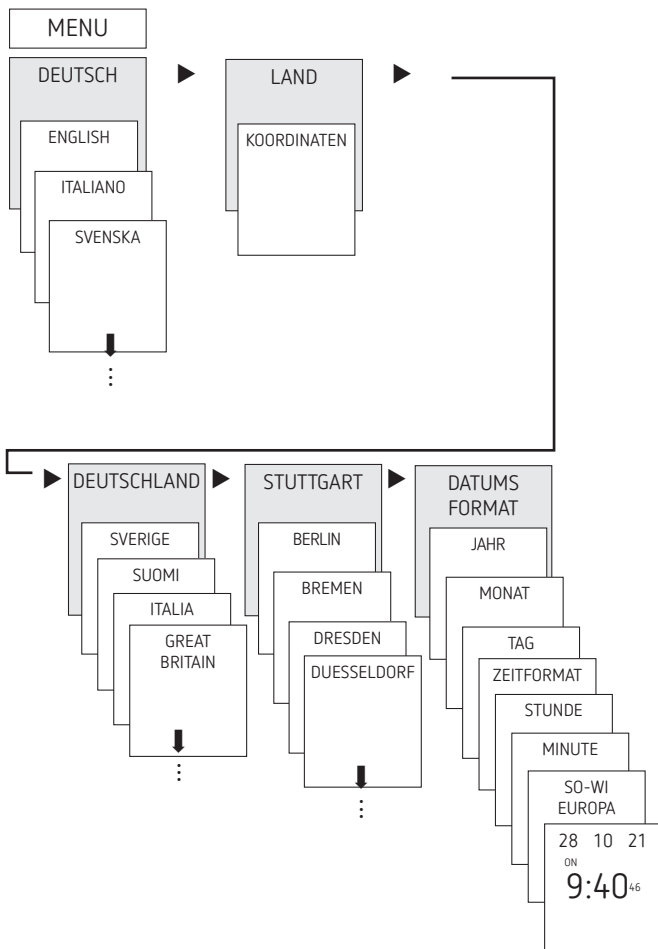 MENU
DEUTSCH
ENGLISH
ITALIANO
SVENSKA
LAND
KOORDINATEN
DEUTSCHLAND
SVERIGE
SUOMI
ITALIA
GREAT
BRITAIN
STUTTGART
BERLIN
BREMEN
DRESDEN
DUESSELDORF
DATUMS
FORMAT
JAHR
MONAT
TAG
ZEITFORMAT
STUNDE
MINUTE
SO-WI
EUROPA
28 10 21
ON
9:40 46